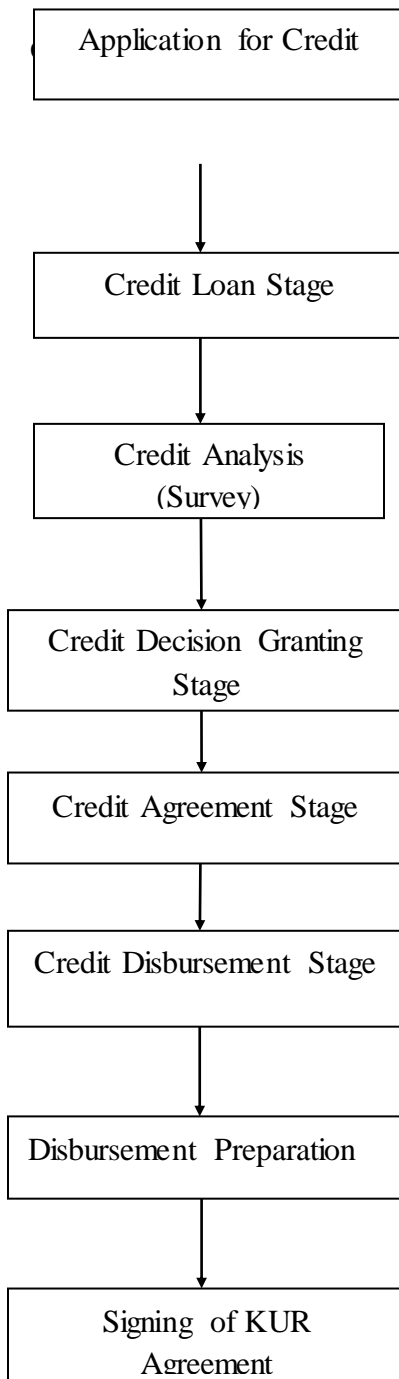 Application for Credit
Credit Loan Stage
Credit Analysis
(Survey)
Credit Decision Granting
Stage
Credit Agreement Stage
Credit Disbursement Stage
Disbursement Preparation
Signing of KUR
Agreement